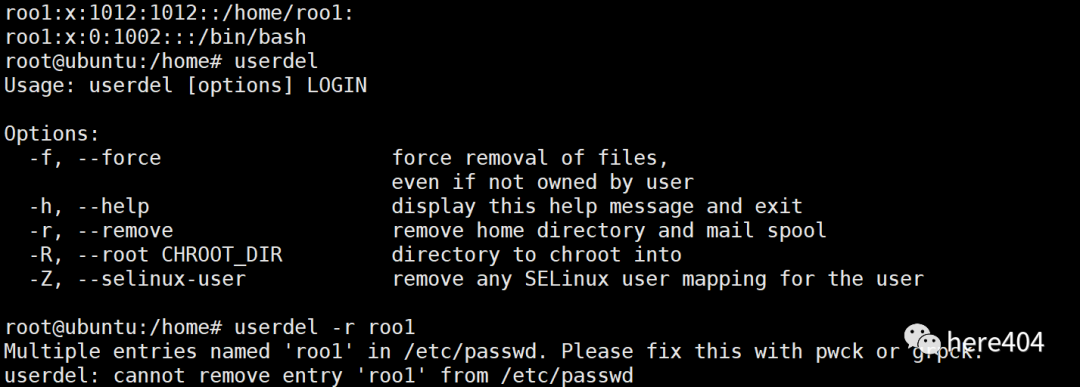 roo1:x:1012:1012::/home/roo1:
roo1:x:0:1002:::/bin/bash
root@ubuntu:/home# userdel
Usage: userdel [options] LOGIN
Options:
-f, --force force removal of files,
even if not owned by user
-h, --help display this help message and exit
-r, --remove remove home directory and mail spool
-R, --root CHROOT_DIR directory to chroot into
-Z, --selinux-user remove any SELinux user mapping for the user
root@ubuntu:/home# userdel -r roo1
Multiple entries named 'roo1' in /etc/passwd. Please fix this with pwck or grpck.
userdel: cannot remove entry 'roo1' from /etc/passwd
here404